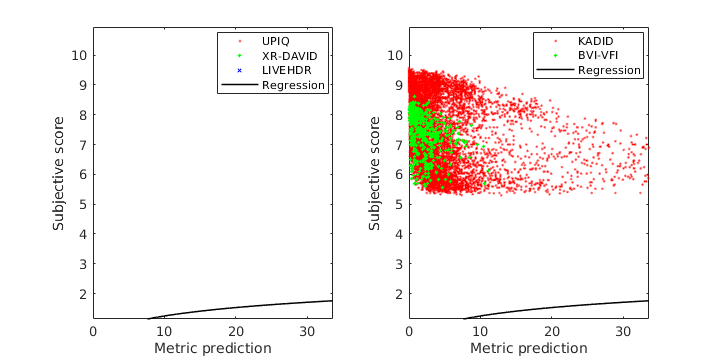 UPIQ
XR-DAVID
LIVEHDR
Regression
10
9
8
7
6
5
4
3
2
Subjective score
0
10
20
30
Metric prediction
KADID
BVI-VFI
Regression
10
9
8
7
6
5
4
3
2
Subjective score
0
10
20
30
Metric prediction